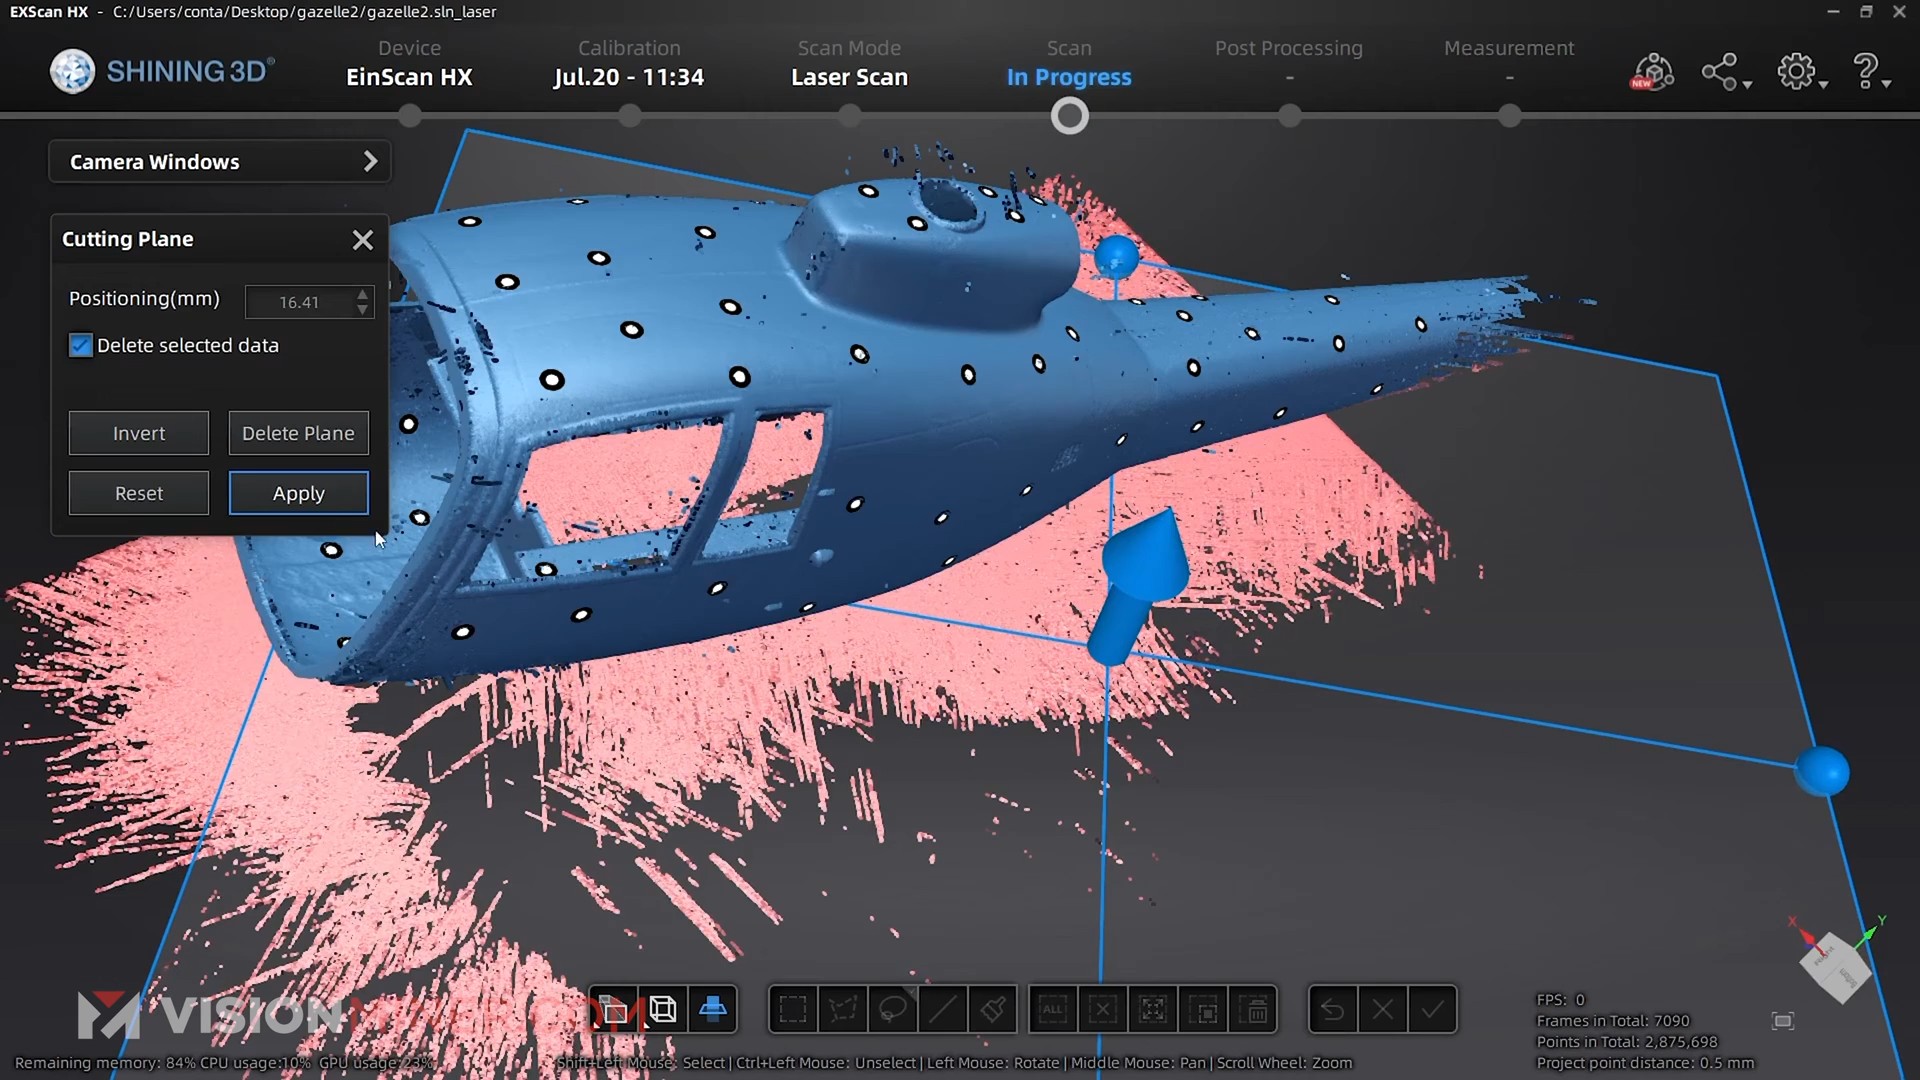 EXScan HX - C:/Users/conta/Desktop/gazelle2/gazelle2.sln_laser
SHINING 3D®
Device
EinScan HX
Calibration
Jul.20 - 11:34
Scan Mode
Laser Scan
Scan
In Progress
Post Processing
-
Measurement
-
NEW
Camera Windows
Cutting Plane
Positioning(mm)
16.41
Delete selected data
Invert
Delete Plane
Reset
Apply
X
Y
ALL
VISION
FPS: 0
Frames in Total: 7090
Points in Total: 2,875,698
Project point distance: 0.5 mm
Remaining memory: 84% CPU usage:10% GPU usage:23%
Shift+Left Mouse: Select | Ctrl+Left Mouse: Unselect | Left Mouse: Rotate | Middle Mouse: Pan | Scroll Wheel: Zoom